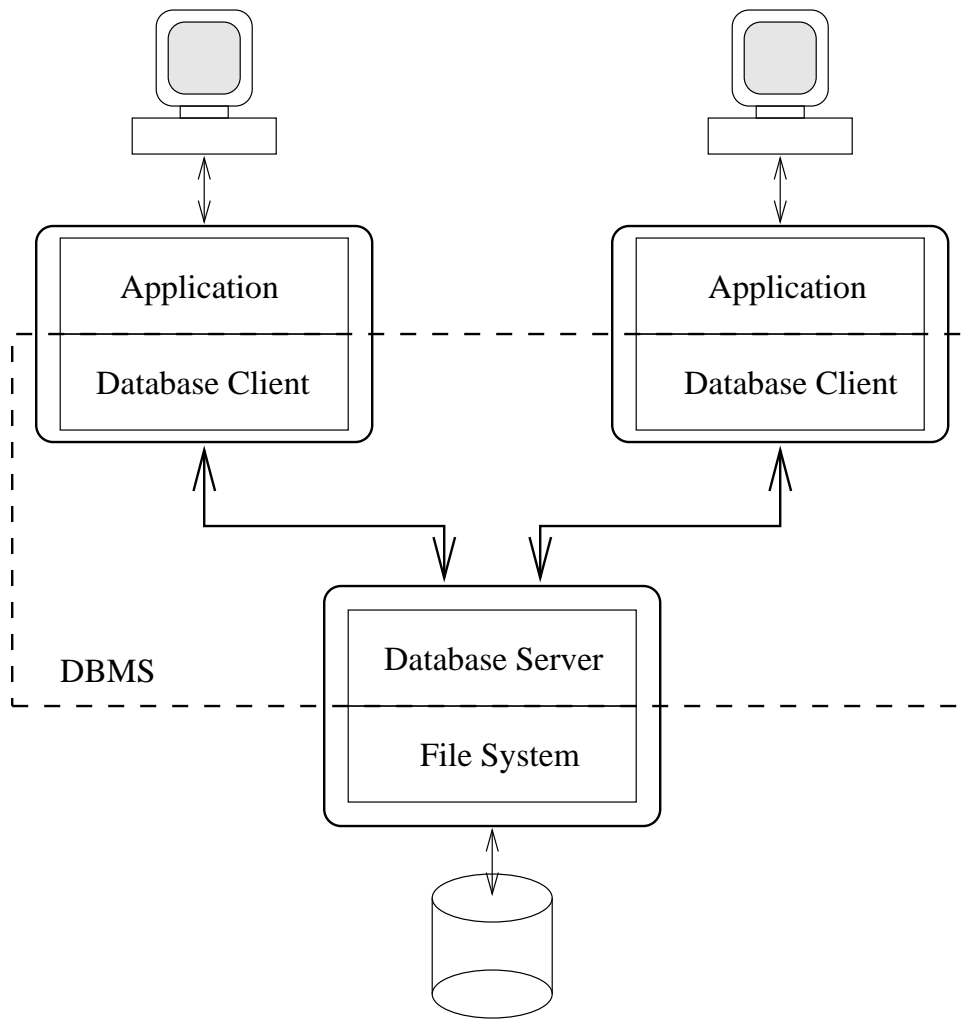 Application
Application
Database Client
Database Client
Database Server
DBMS
File System